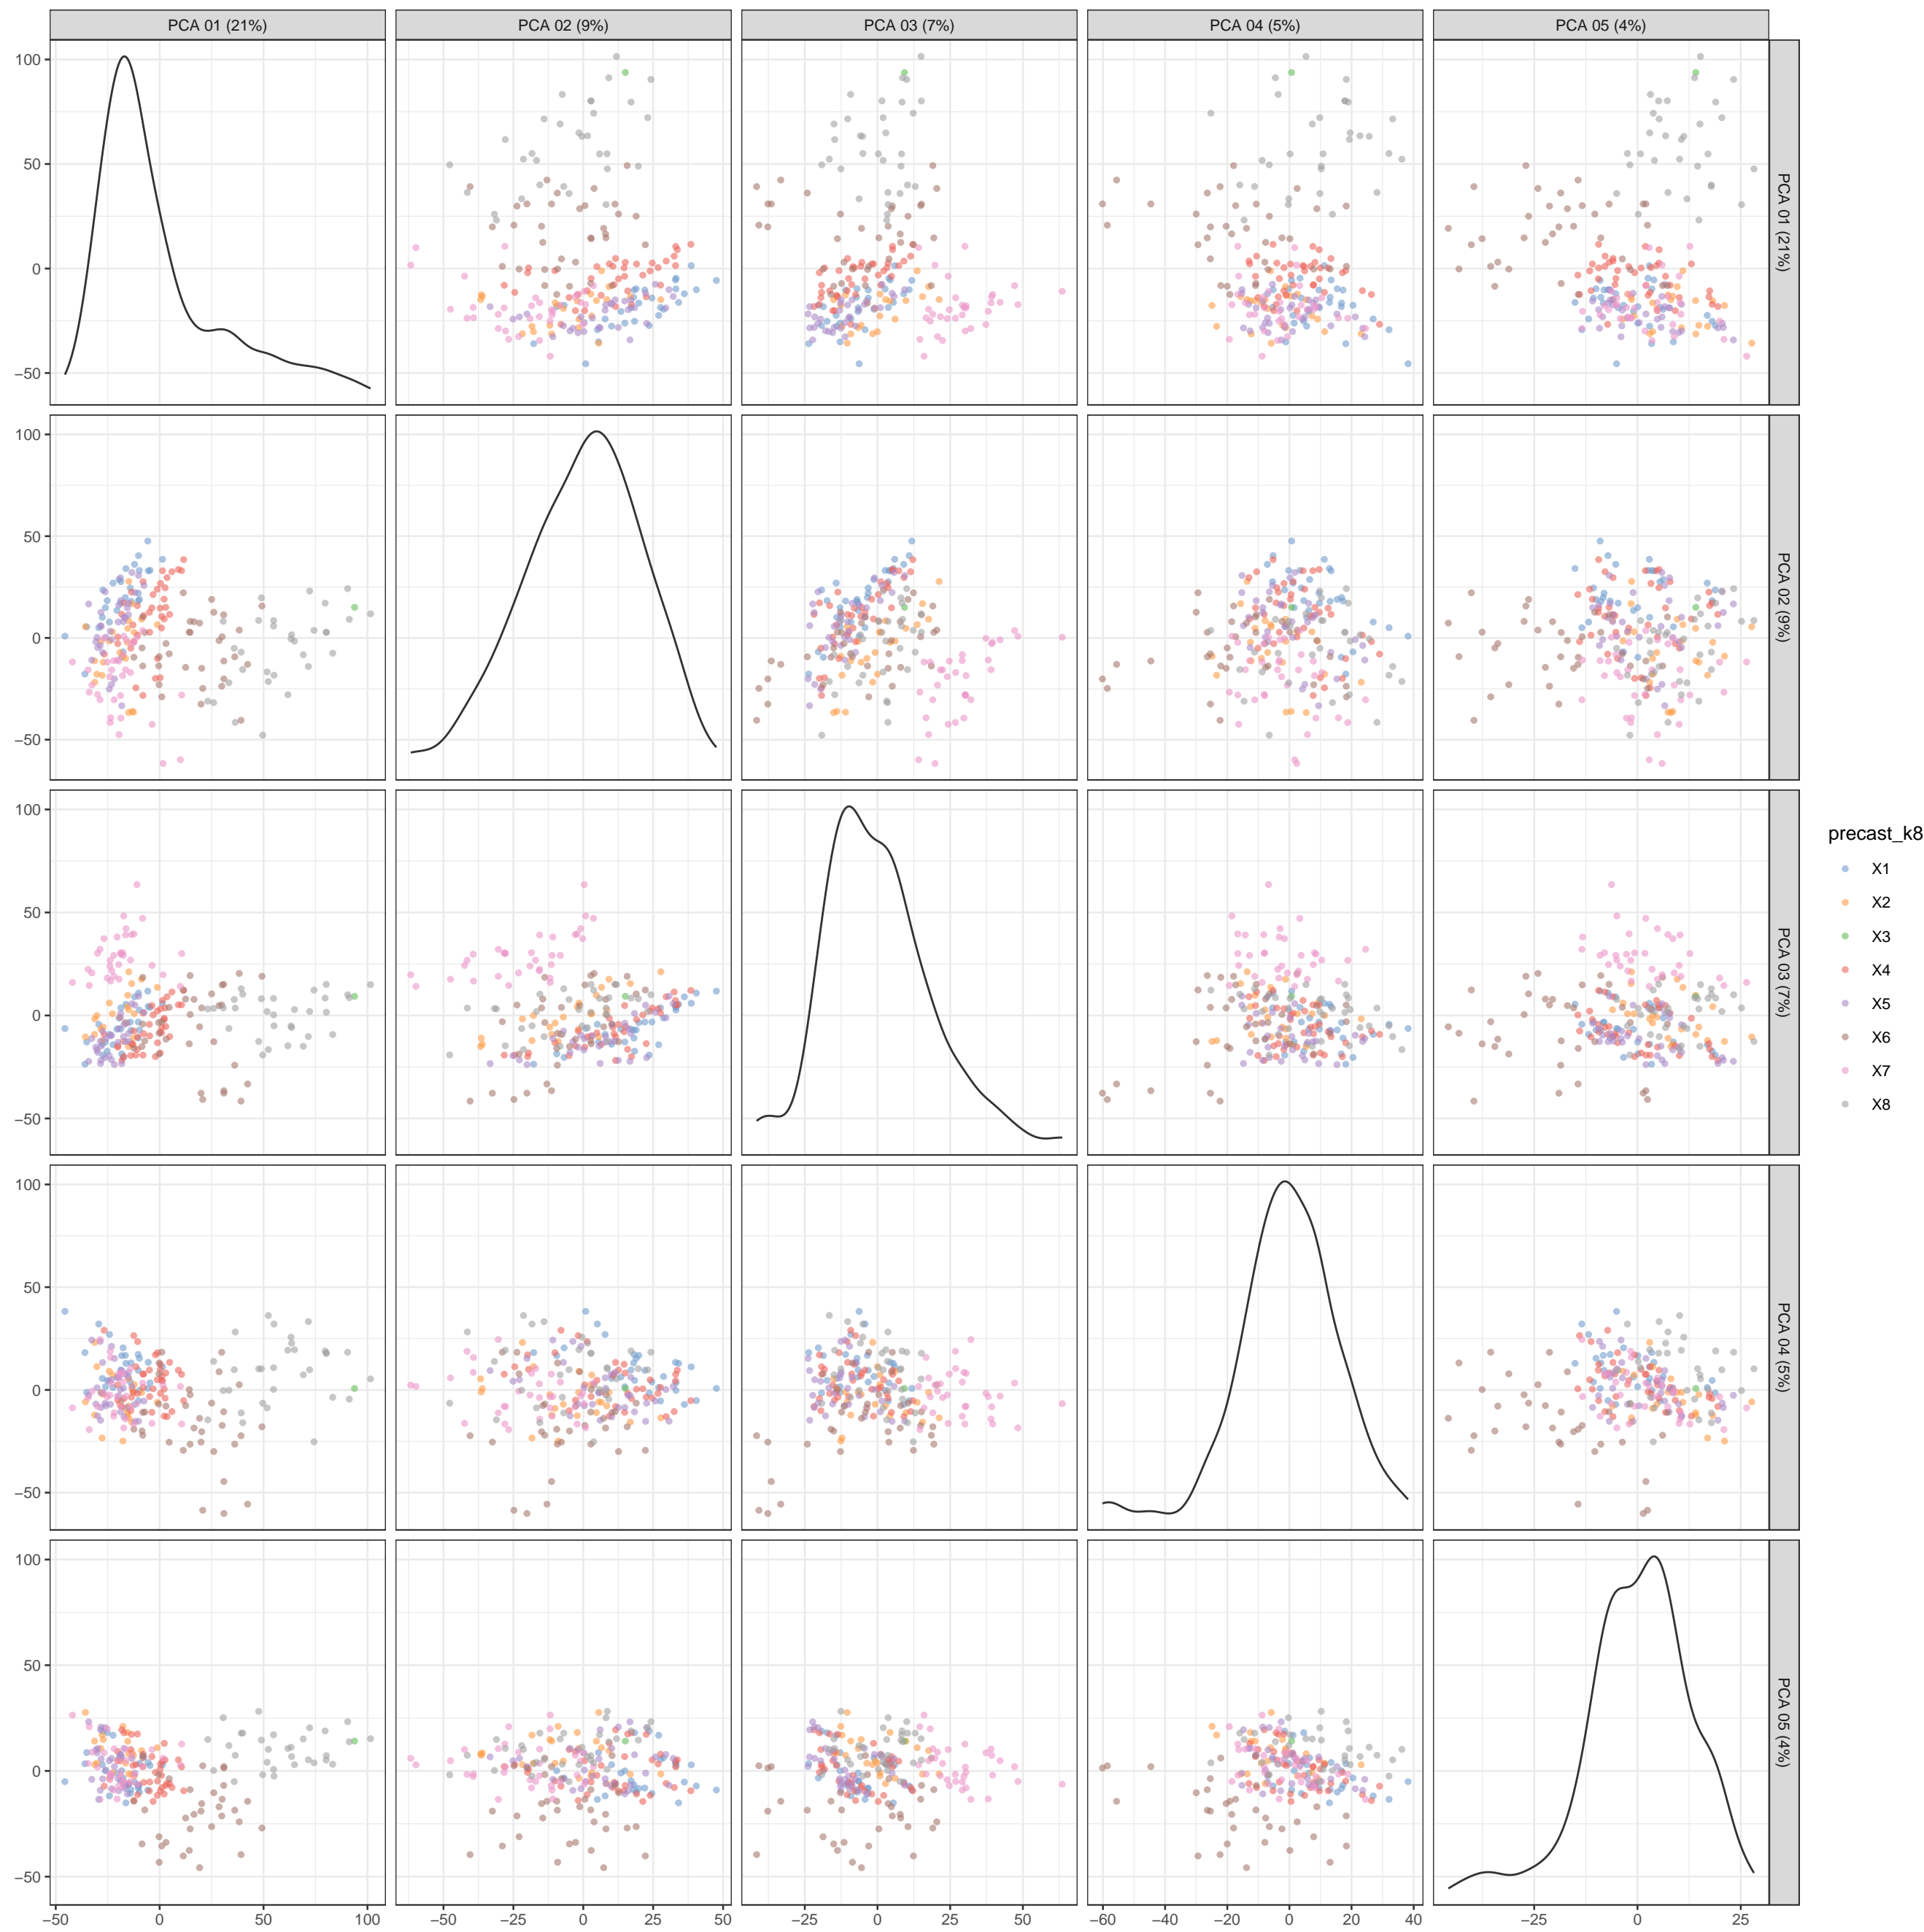 PCA 01 (21%)
PCA 02 (9%)
PCA 03 (7%)
PCA 04 (5%)
PCA 05 (4%)
100
50
0
−50
PCA 01 (21%)
100
50
0
−50
PCA 02 (9%)
100
50
0
−50
PCA 03 (7%)
100
50
0
−50
PCA 04 (5%)
100
50
0
−50
PCA 05 (4%)
−50 0 50 100
−50 −25 0 25 50
−25 0 25 50
−60 −40 −20 0 20 40
−25 0 25
precast_k8
X1
X2
X3
X4
X5
X6
X7
X8